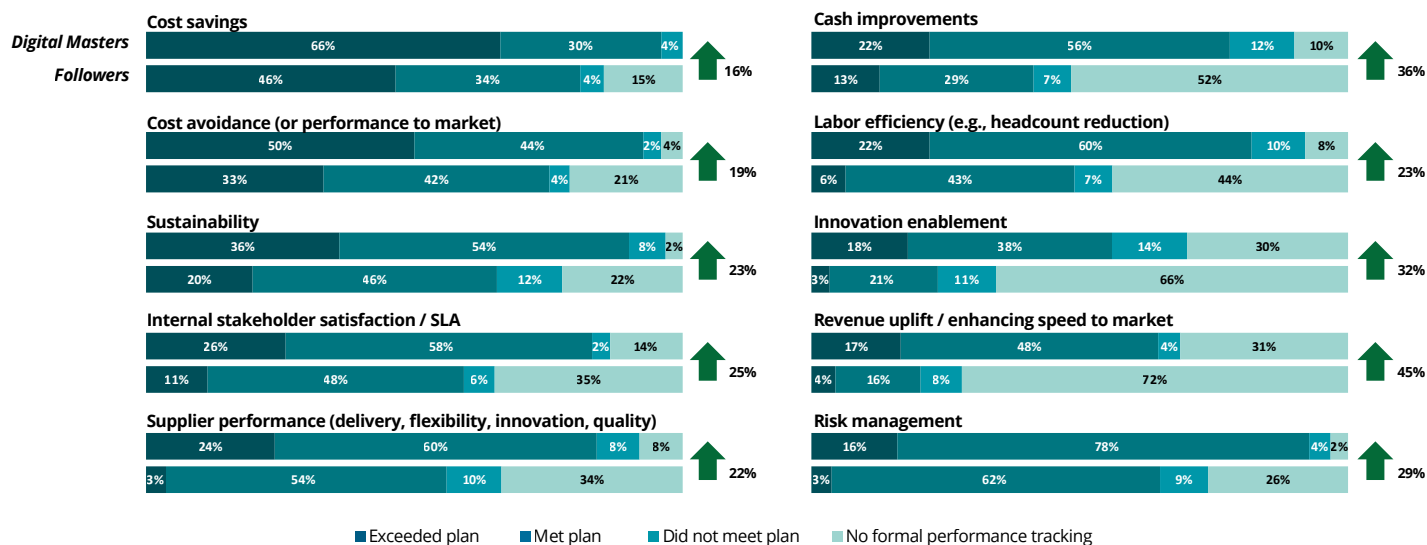 Cost savings
Digital Masters
66% 30% 4%
Followers
46% 34% 4% 15%
16%
Cost avoidance (or performance to market)
50% 44% 2% 4%
33% 42% 4% 21%
19%
Sustainability
36% 54% 8% 2%
20% 46% 12% 22%
23%
Internal stakeholder satisfaction / SLA
26% 58% 2% 14%
11% 48% 6% 35%
25%
Supplier performance (delivery, flexibility, innovation, quality)
24% 60% 8% 8%
3% 54% 10% 34%
22%
Cash improvements
22% 56% 12% 10%
13% 29% 7% 52%
36%
Labor efficiency (e.g., headcount reduction)
22% 60% 10% 8%
6% 43% 7% 44%
23%
Innovation enablement
18% 38% 14% 30%
3% 21% 11% 66%
32%
Revenue uplift / enhancing speed to market
17% 48% 4% 31%
4% 16% 8% 72%
45%
Risk management
16% 78% 4% 2%
3% 62% 9% 26%
29%
Exceeded plan Met plan Did not meet plan No formal performance tracking